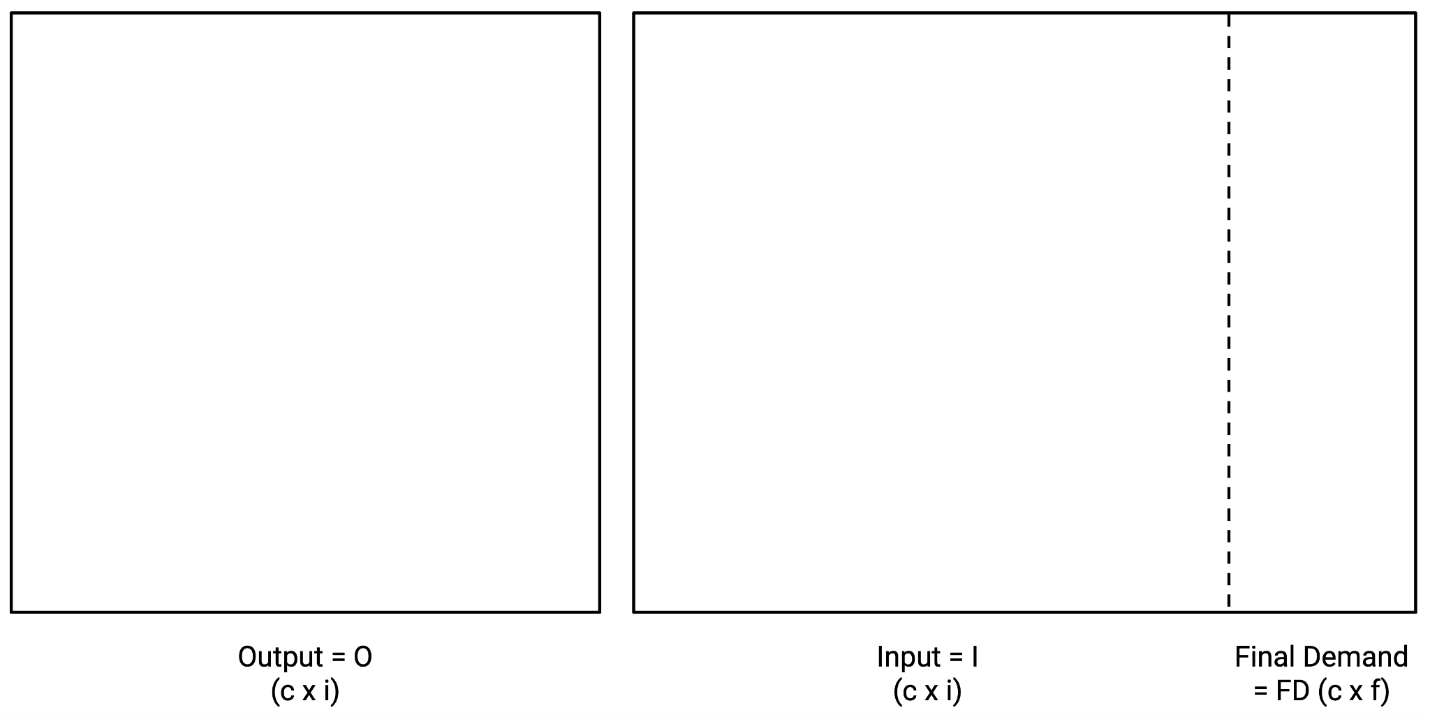 Output = O
(c x i)
Input = I
(c x i)
Final Demand
= FD (c x f)